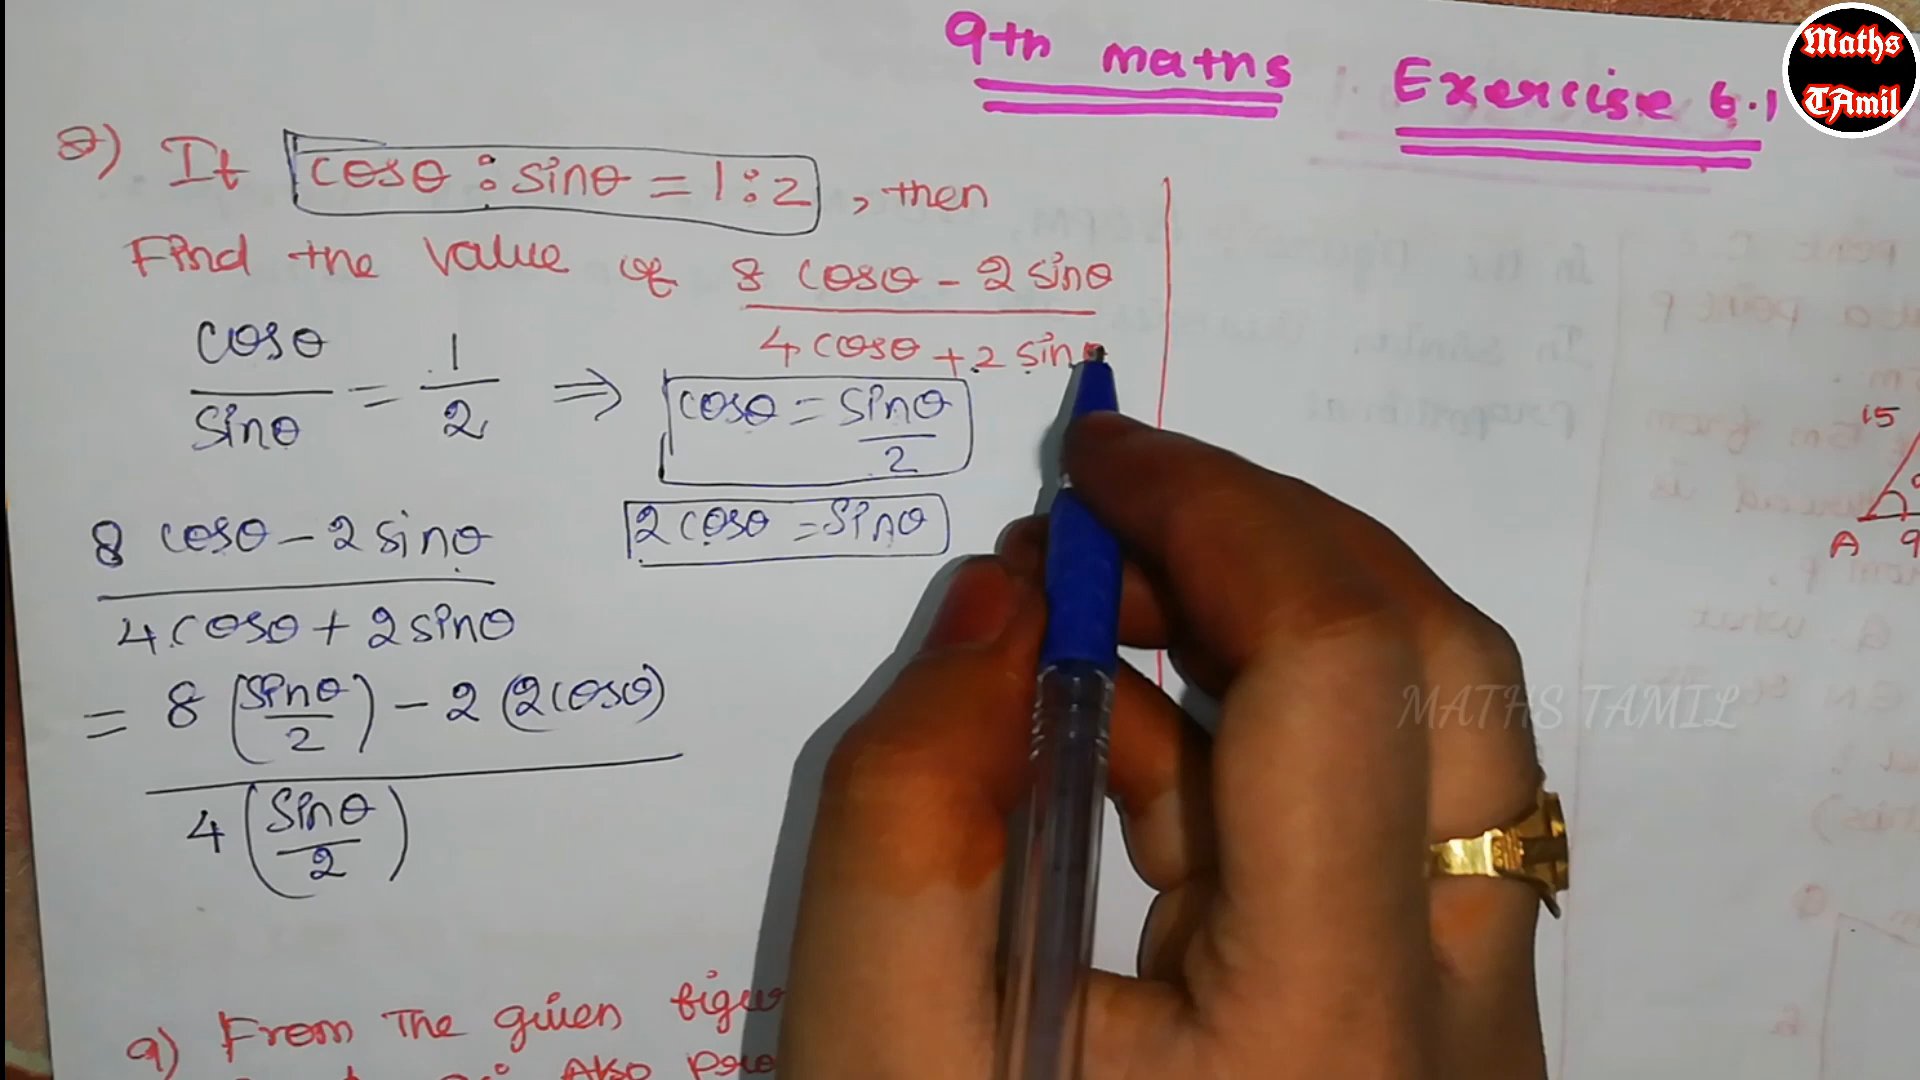 Maths
TAmil
9th maths Exercise 6.1
8) If cosθ : sinθ = 1:2, then
Find the value of 8 cosθ - 2 sinθ
4 cosθ + 2 sinθ
cosθ / sinθ = 1/2 ⇒ cosθ = sinθ/2
2 cosθ = sinθ
8 cosθ - 2 sinθ
4 cosθ + 2 sinθ
= 8 (sinθ/2) - 2 (2cosθ)
4 (sinθ/2)
MATHS TAMIL
15
A 9
9) From The given
Also